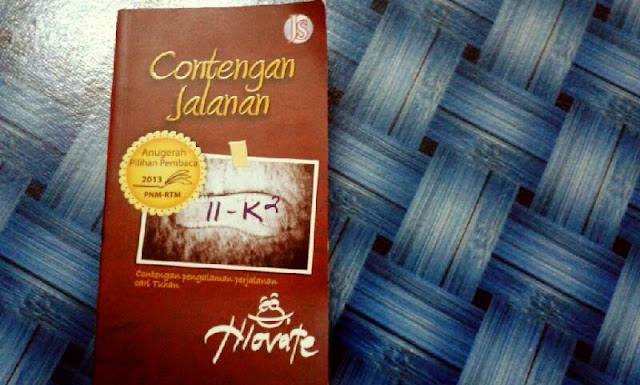 JS
Contengan
Jalanan
Anugerah
Pilihan Pembaca
2013
PNM-RTM
11-K2
Contengan pengalaman perjalanan
cari Tuhan
Hlovate